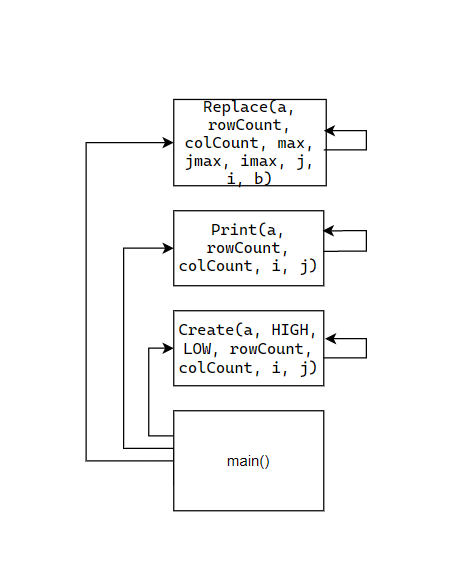 Replace(a,
rowCount,
colCount, max,
jmax, imax, j,
i, b)
Print(a,
rowCount,
colCount, i, j)
Create(a, HIGH,
LOW, rowCount,
colCount, i, j)
main()